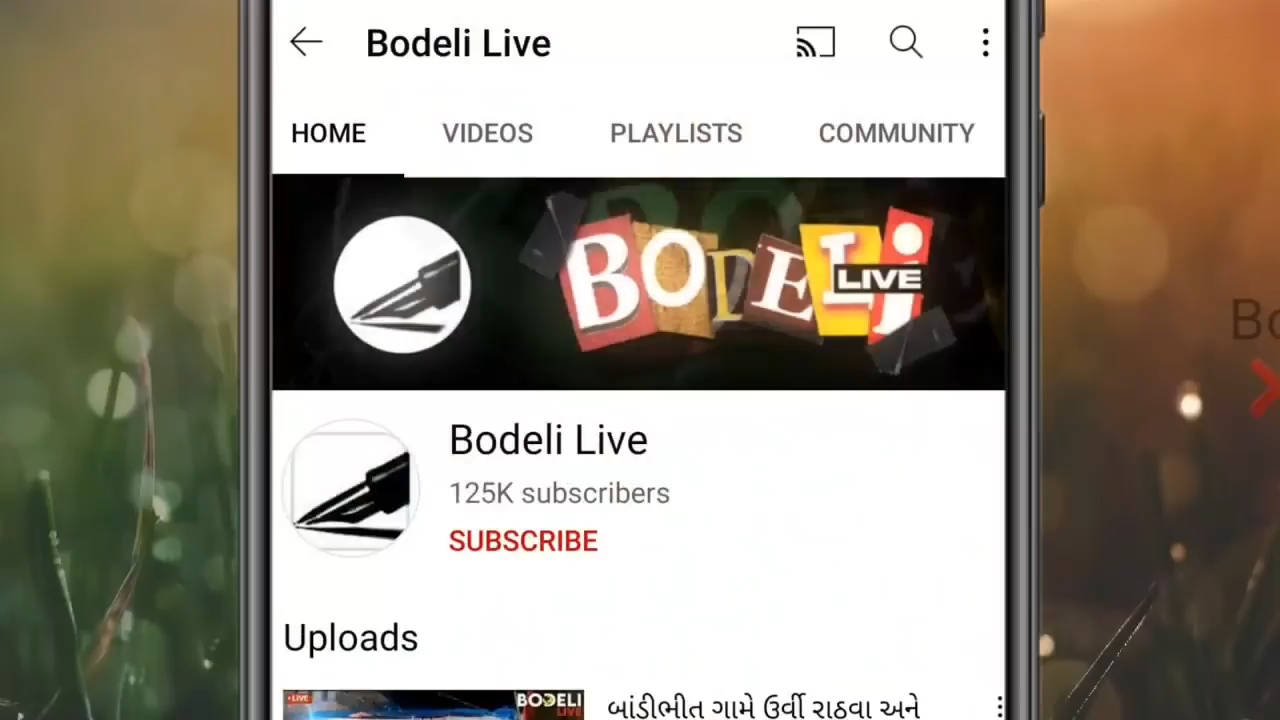 Bodeli Live
HOME VIDEOS PLAYLISTS COMMUNITY
BODELI
LIVE
Bodeli Live
125K subscribers
SUBSCRIBE
Uploads
LIVE
BODELI
LIVE
બાંડીભીત ગામે ઉર્વી રાઠવા અને